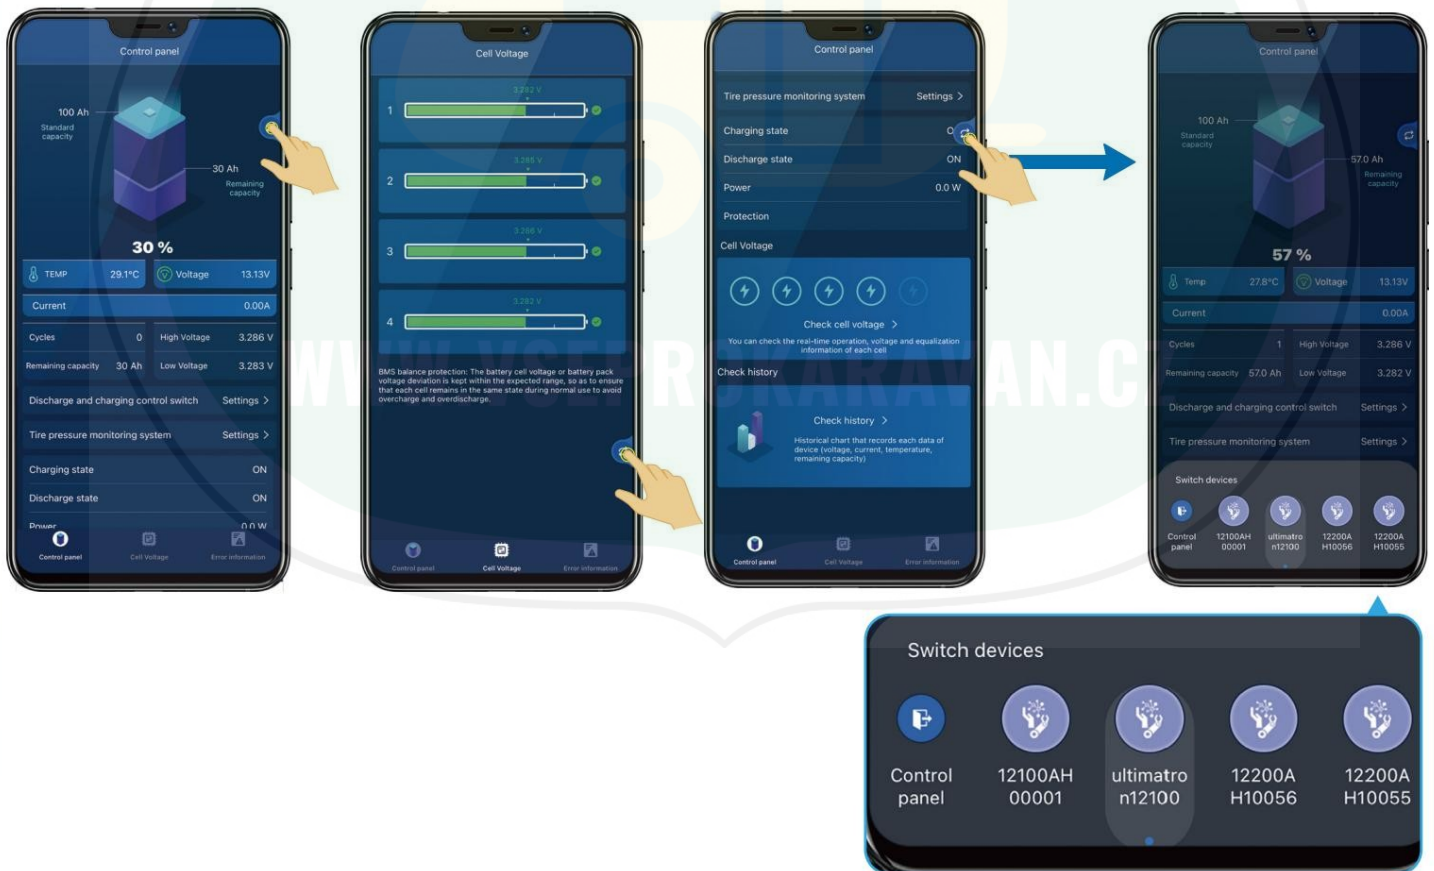 Control panel
100 Ah
Standard
capacity
30 Ah
Remaining
capacity
30 %
TEMP 29.1°C
Voltage 13.13V
Current 0.00A
Cycles 0
High Voltage 3.286 V
Remaining capacity 30 Ah
Low Voltage 3.283 V
Discharge and charging control switch Settings >
Tire pressure monitoring system Settings >
Charging state ON
Discharge state ON
Power 0.0 W
Control panel
Cell Voltage
Error information
Cell Voltage
3.282 V
1
3.285 V
2
3.286 V
3
3.282 V
4
BMS balance protection: The battery cell voltage or battery pack
voltage deviation is kept within the expected range, so as to ensure
that each cell remains in the same state during normal use to avoid
overcharge and overdischarge.
Control panel
Cell Voltage
Error information
Control panel
Tire pressure monitoring system Settings >
Charging state
Discharge state ON
Power 0.0 W
Protection
Cell Voltage
Check cell voltage >
You can check the real-time operation, voltage and equalization
information of each cell
Check history
Check history >
Historical chart that records each data of
device (voltage, current, temperature,
remaining capacity)
Control panel
Cell Voltage
Error information
Control panel
100 Ah
Standard
capacity
57.0 Ah
Remaining
capacity
57 %
Temp 27.8°C
Voltage 13.13V
Current 0.00A
Cycles 1
High Voltage 3.286 V
Remaining capacity 57.0 Ah
Low Voltage 3.282 V
Discharge and charging control switch Settings >
Tire pressure monitoring system Settings >
Switch devices
Control
panel
12100AH
00001
ultimatro
n12100
12200A
H10056
12200A
H10055
WWW.VSEPROKARAVAN.CZ
Switch devices
Control
panel
12100AH
00001
ultimatro
n12100
12200A
H10056
12200A
H10055